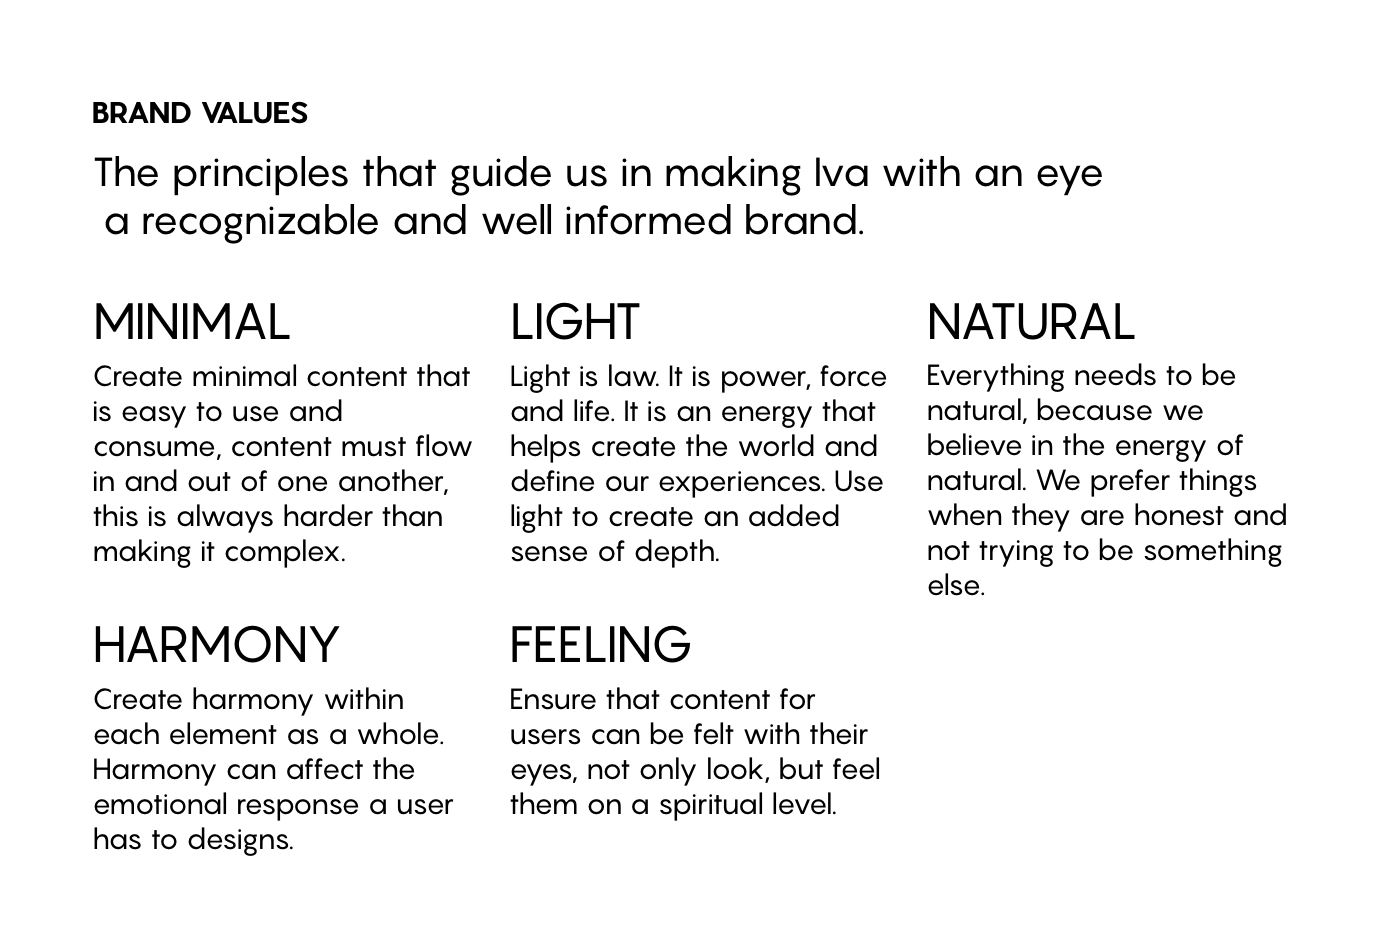 BRAND VALUES
The principles that guide us in making Iva with an eye
a recognizable and well informed brand.
MINIMAL
Create minimal content that
is easy to use and
consume, content must flow
in and out of one another,
this is always harder than
making it complex.
LIGHT
Light is law. It is power, force
and life. It is an energy that
helps create the world and
define our experiences. Use
light to create an added
sense of depth.
NATURAL
Everything needs to be
natural, because we
believe in the energy of
natural. We prefer things
when they are honest and
not trying to be something
else.
HARMONY
Create harmony within
each element as a whole.
Harmony can affect the
emotional response a user
has to designs.
FEELING
Ensure that content for
users can be felt with their
eyes, not only look, but feel
them on a spiritual level.